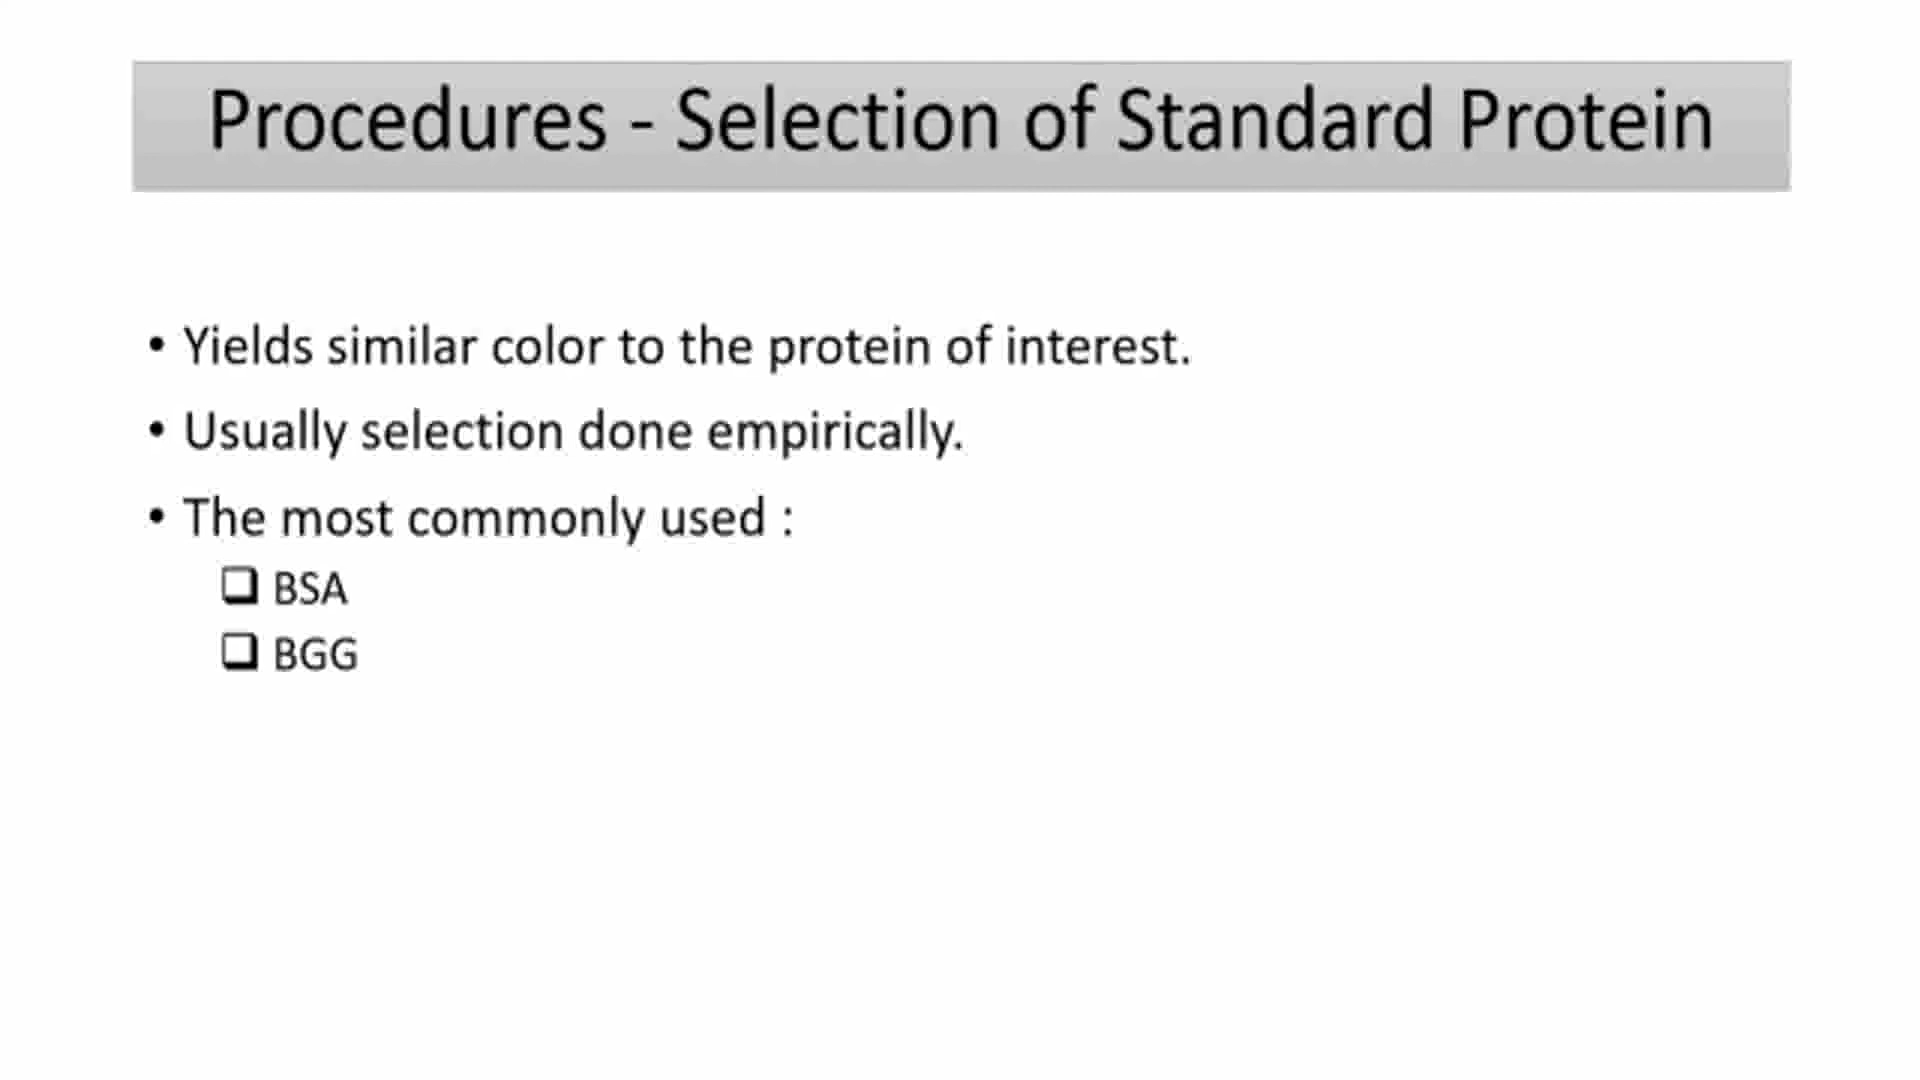 Procedures - Selection of Standard Protein
• Yields similar color to the protein of interest.
• Usually selection done empirically.
• The most commonly used :
❑ BSA
❑ BGG